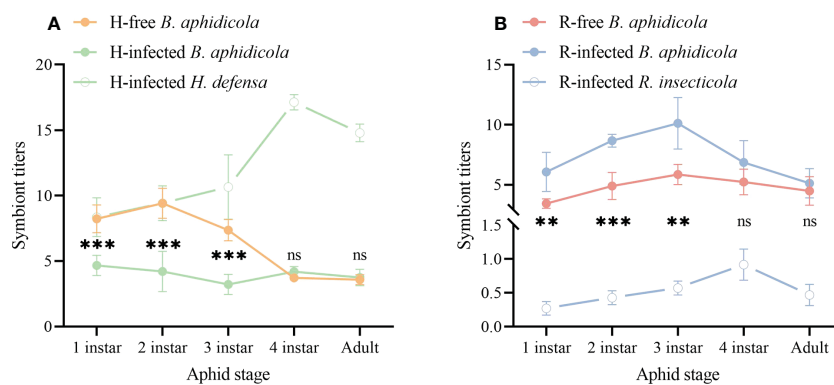 A
H-free B. aphidicola
H-infected B. aphidicola
H-infected H. defensa
Symbiont titers
20
15
10
5
0
*** *** *** ns ns
1 instar 2 instar 3 instar 4 instar Adult
Aphid stage
B
R-free B. aphidicola
R-infected B. aphidicola
R-infected R. insecticola
Symbiont titers
15
10
5
1.5
1.0
0.5
0.0
** *** ** ns ns
1 instar 2 instar 3 instar 4 instar Adult
Aphid stage